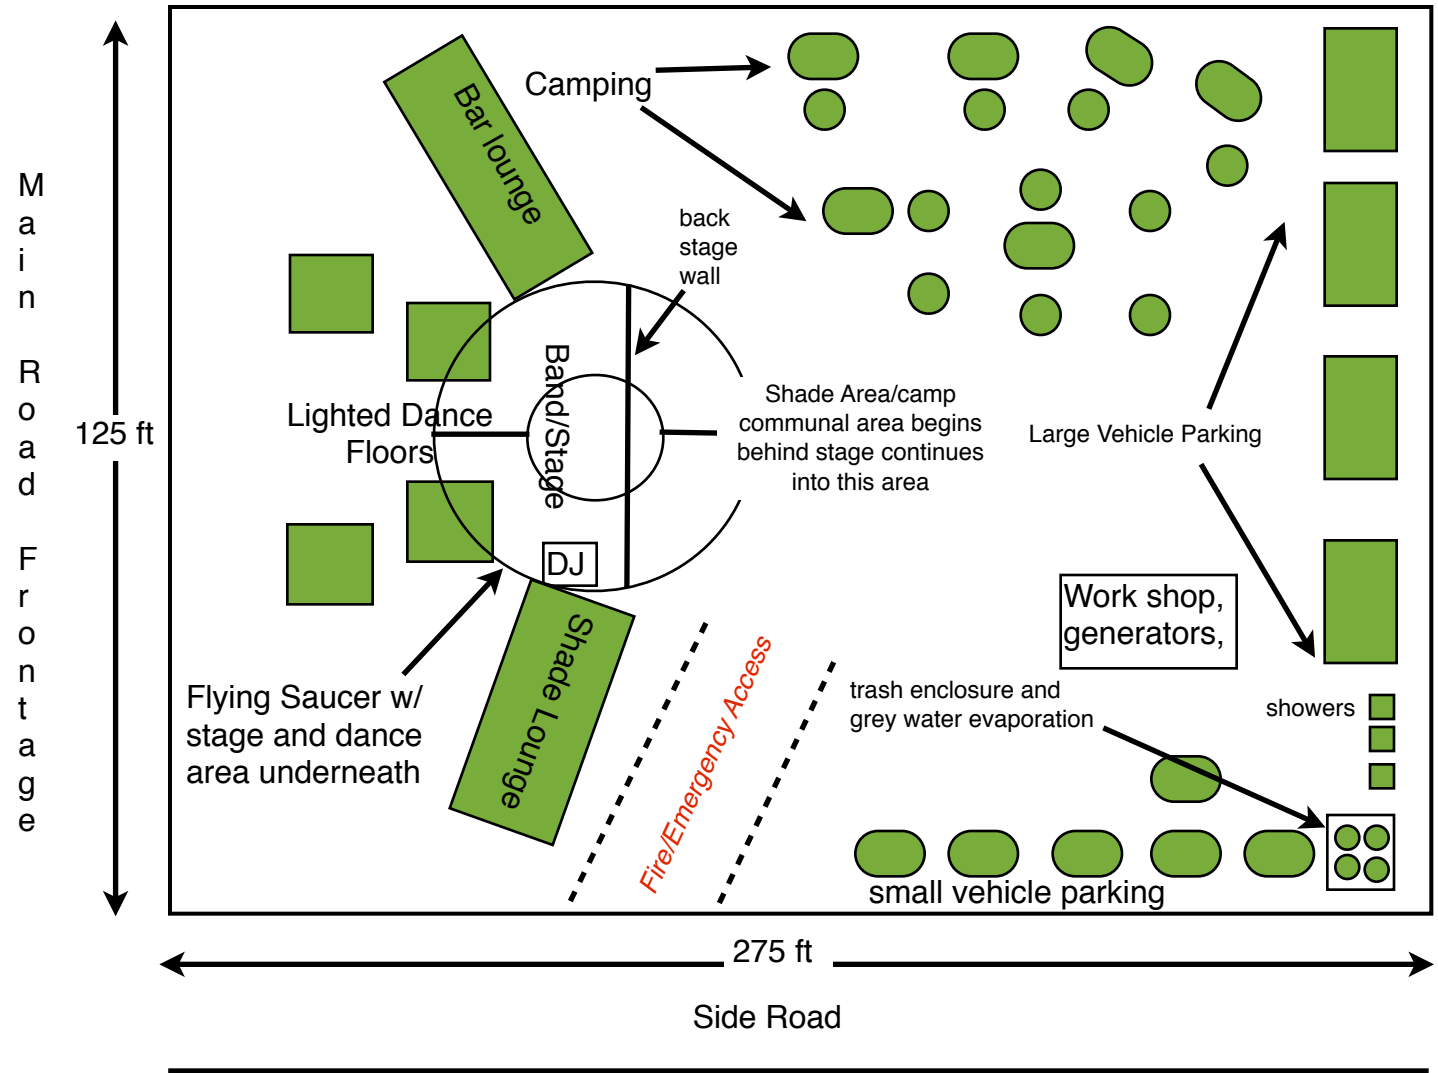 Main Road Frontage
125 ft
Bar lounge
Camping
back
stage
wall
Lighted Dance
Floors
Band/Stage
DJ
Shade Area/camp
communal area begins
behind stage continues
into this area
Large Vehicle Parking
Flying Saucer w/
stage and dance
area underneath
Shade Lounge
Fire/Emergency Access
Work shop,
generators,
trash enclosure and
grey water evaporation
showers
small vehicle parking
275 ft
Side Road